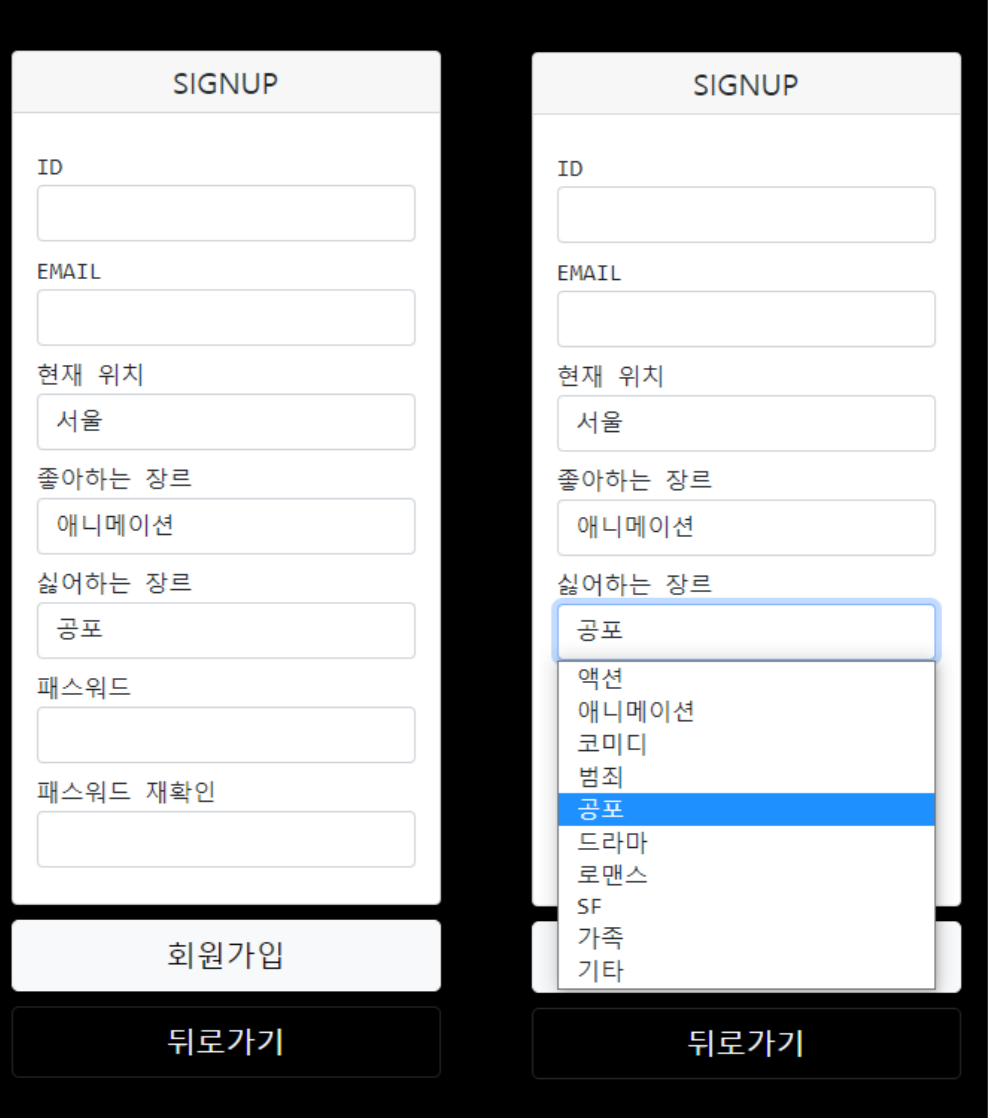 SIGNUP
ID
EMAIL
현재 위치
서울
좋아하는 장르
애니메이션
싫어하는 장르
공포
패스워드
패스워드 재확인
회원가입
뒤로가기
SIGNUP
ID
EMAIL
현재 위치
서울
좋아하는 장르
애니메이션
싫어하는 장르
공포
액션
애니메이션
코미디
범죄
공포
드라마
로맨스
SF
가족
기타
뒤로가기